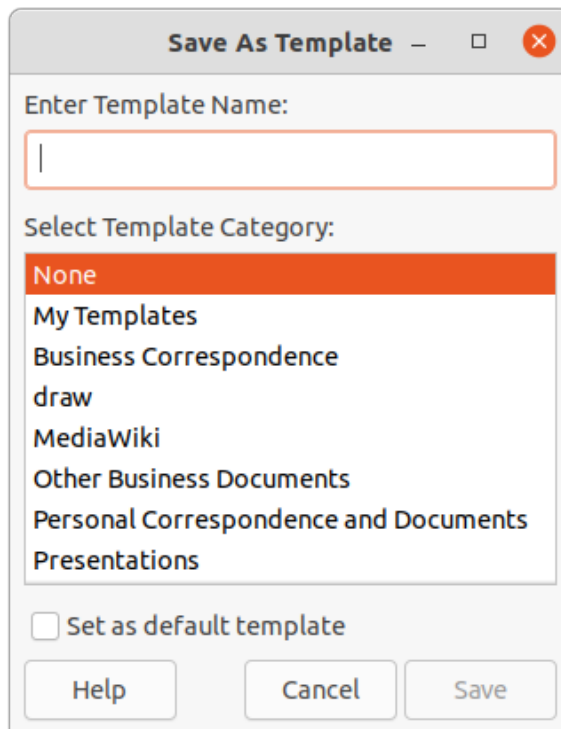 Save As Template
Enter Template Name:
Select Template Category:
None
My Templates
Business Correspondence
draw
MediaWiki
Other Business Documents
Personal Correspondence and Documents
Presentations
Set as default template
Help Cancel Save